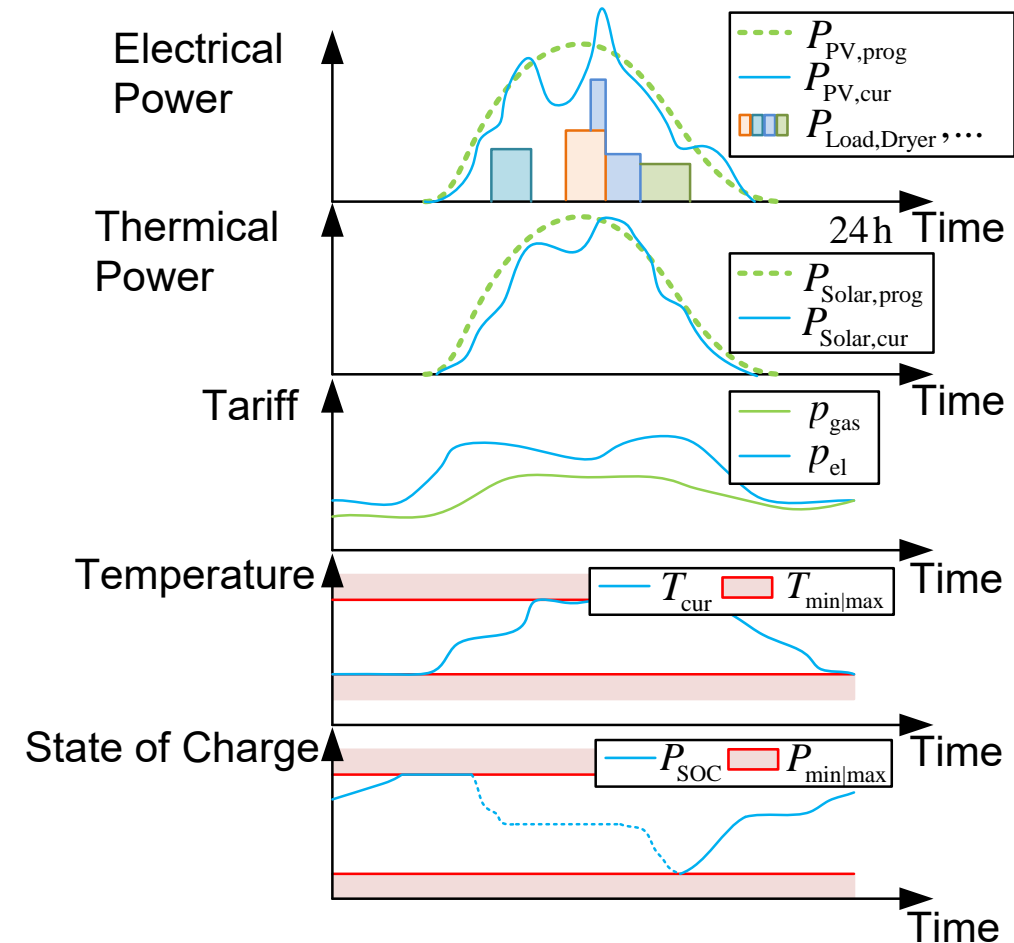 Electrical
Power
P_PV,prog
P_PV,cur
P_Load,Dryer,...
Time
Thermical
Power
24h
P_Solar,prog
P_Solar,cur
Time
Tariff
p_gas
p_el
Time
Temperature
T_cur T_min|max
Time
State of Charge
P_SOC P_min|max
Time